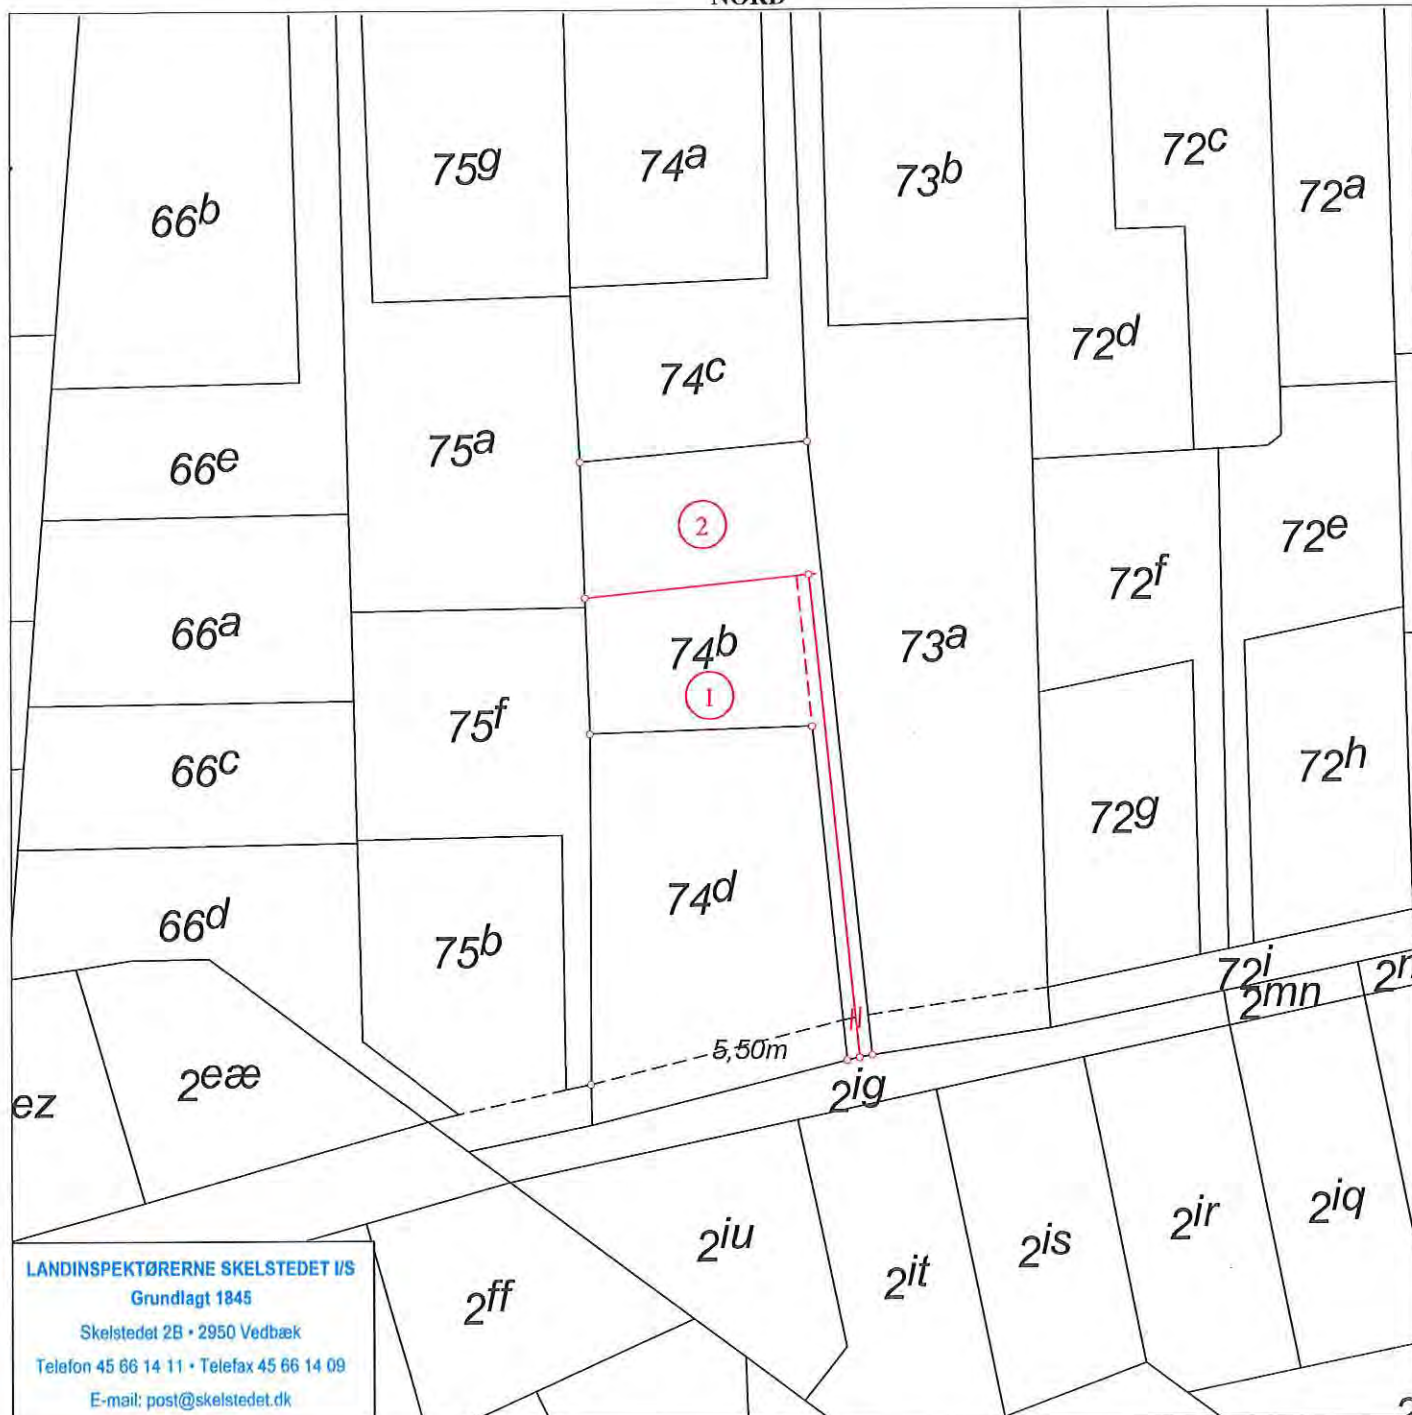 NORD
75g
74a
73b
72c
72a
66b
72d
74c
75a
66e
2
72e
72f
66a
74b
73a
1
75f
66c
72h
72g
74d
66d
75b
72i
2mn
5,50m
2eæ
ez
2ig
2iu
2it
2is
2ir
2iq
2ff
LANDINSPEKTØRERNE SKELSTEDET I/S
Grundlagt 1845
Skelstedet 2B • 2950 Vedbæk
Telefon 45 66 14 11 • Telefax 45 66 14 09
E-mail: post@skelstedet.dk